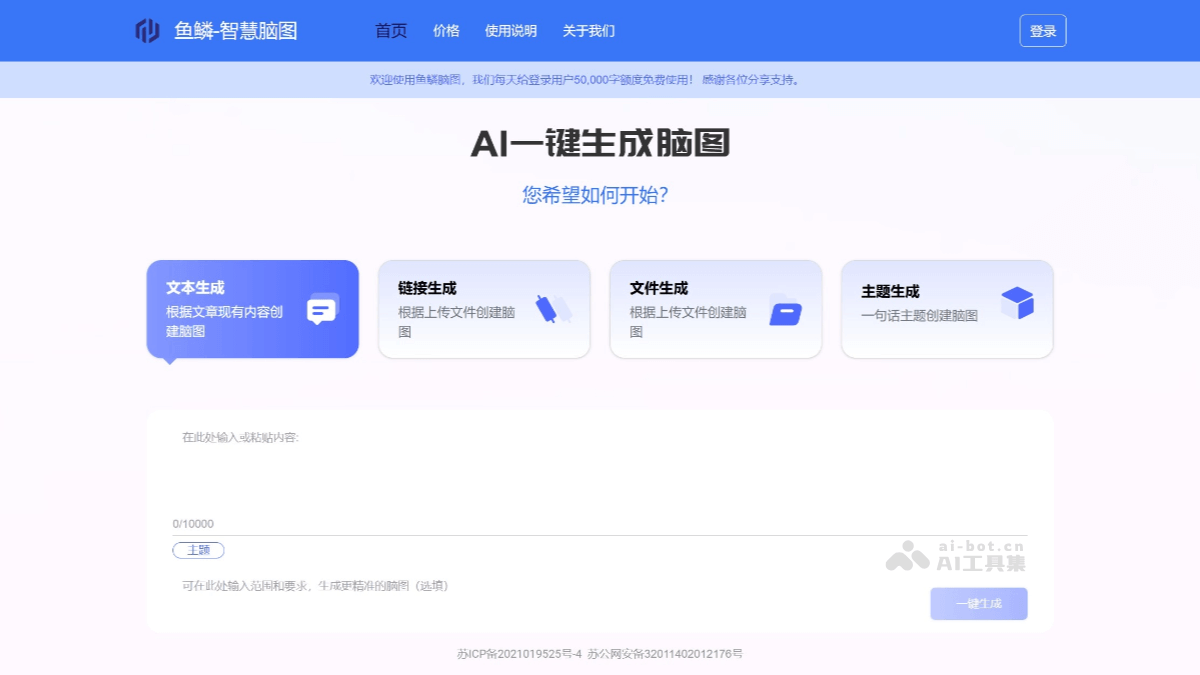 鱼鳞-智慧脑图 首页 价格 使用说明 关于我们 登录
欢迎使用鱼鳞脑图，我们每天给登录用户50,000字额度免费使用！ 感谢各位分享支持。
AI一键生成脑图
您希望如何开始？
文本生成
根据文章现有内容创
建脑图
链接生成
根据上传文件创建脑
图
文件生成
根据上传文件创建脑
图
主题生成
一句话主题创建脑图
在此处输入或粘贴内容:
0/10000
主题
可在此处输入范围和要求，生成更精准的脑图（选填）
ai-bot.cn
AI工具集
一键生成
苏ICP备2021019525号-4 苏公网安备32011402012176号